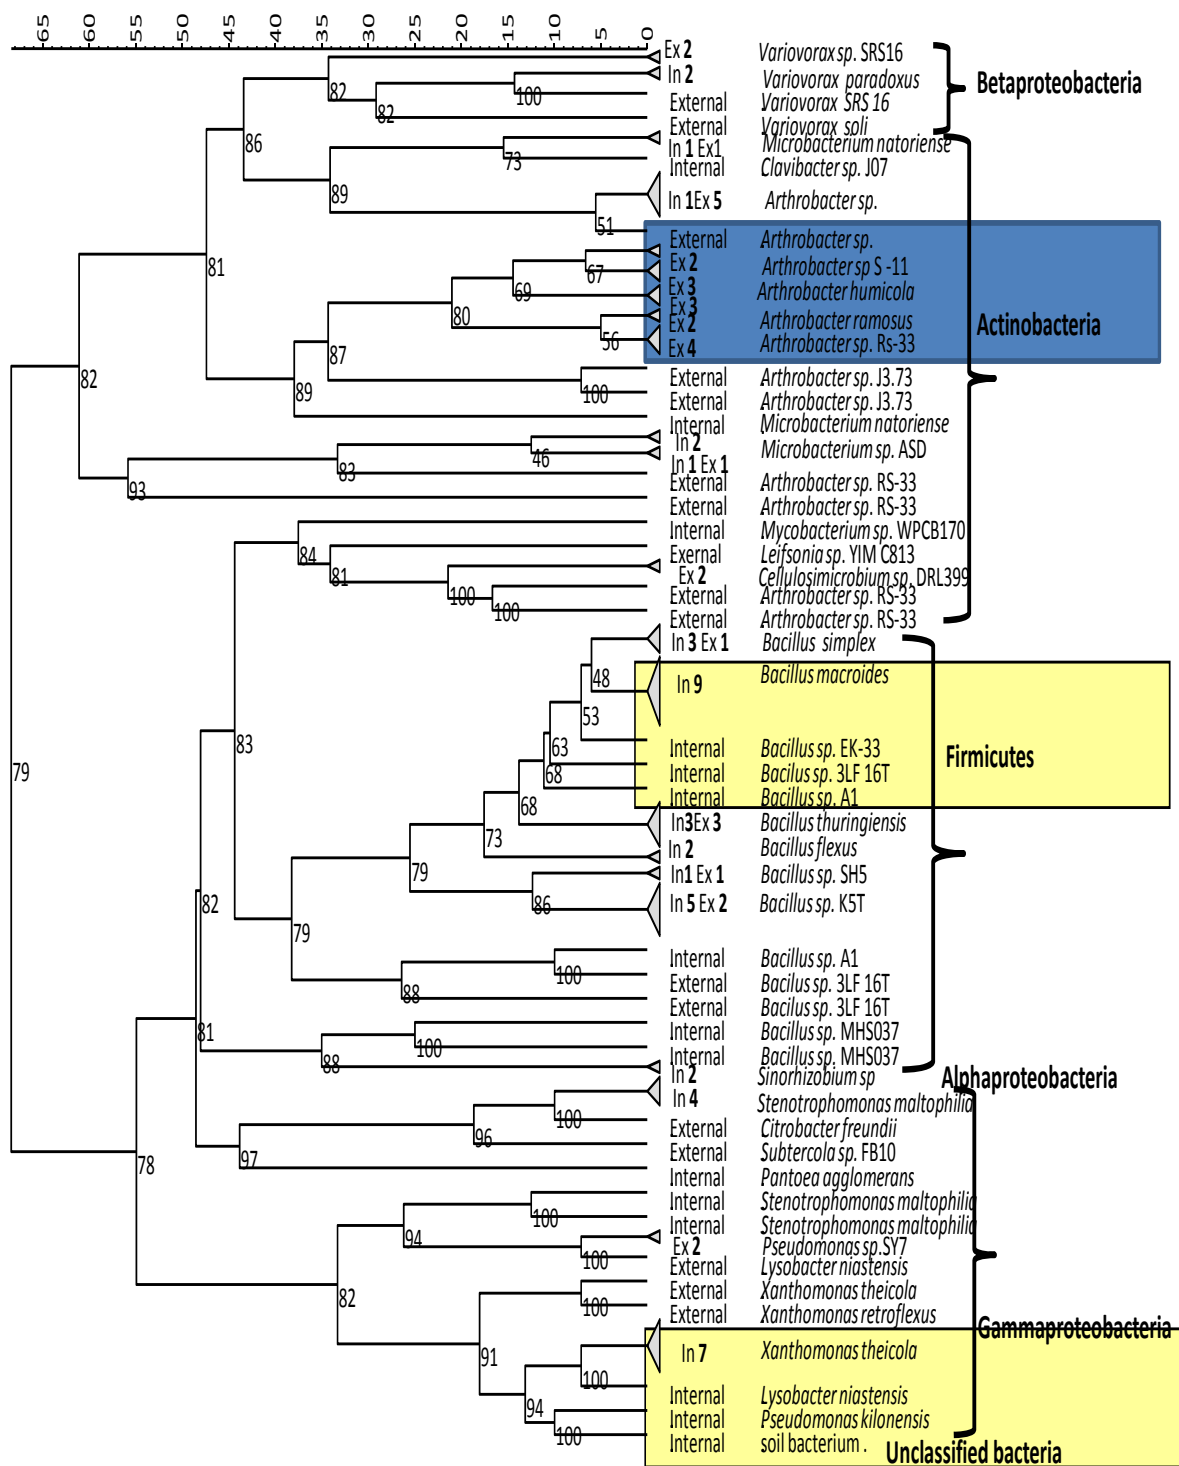 65 60 55 50 45 40 35 30 25 20 15 10 5 0
Ex 2 Variovorax sp. SRS16
In 2 Variovorax paradoxus
Betaproteobacteria
82
100
External Variovorax SRS 16
82
External Variovorax soli
86
In 1 Ex1 Microbacterium natoriense
73
Internal Clavibacter sp. J07
89
In 1Ex 5 Arthrobacter sp.
51
External Arthrobacter sp.
81
Ex 2 Arthrobacter sp S -11
67
Ex 3 Arthrobacter humicola
69
Ex 3
80
Ex 2 Arthrobacter ramosus
Actinobacteria
56
Ex 4 Arthrobacter sp. Rs-33
87
82
External Arthrobacter sp. J3.73
89
100
External Arthrobacter sp. J3.73
Internal Microbacterium natoriense
In 2
Microbacterium sp. ASD
46
In 1 Ex 1
83
External Arthrobacter sp. RS-33
93
External Arthrobacter sp. RS-33
Internal Mycobacterium sp. WPCB170
84
Exernal Leifsonia sp. YIM C813
81
Ex 2 Cellulosimicrobium sp. DRL399
100
External Arthrobacter sp. RS-33
100
External Arthrobacter sp. RS-33
In 3 Ex 1 Bacillus simplex
48
In 9 Bacillus macroides
53
83
63
Internal Bacillus sp. EK-33
Firmicutes
79
68
Internal Bacilus sp. 3LF 16T
Internal Bacillus sp. A1
68
In3Ex 3 Bacillus thuringiensis
73
In 2 Bacillus flexus
79
In1 Ex 1 Bacillus sp. SH5
82
86
In 5 Ex 2 Bacillus sp. K5T
79
Internal Bacillus sp. A1
100
External Bacilus sp. 3LF 16T
88
External Bacilus sp. 3LF 16T
81
Internal Bacillus sp. MHS037
100
Internal Bacillus sp. MHS037
88
In 2 Sinorhizobium sp
Alphaproteobacteria
In 4 Stenotrophomonas maltophilia
100
External Citrobacter freundii
96
External Subtercola sp. FB10
78
97
Internal Pantoea agglomerans
Internal Stenotrophomonas maltophilia
100
Internal Stenotrophomonas maltophilia
94
Ex 2 Pseudomonas sp.SY7
100
External Lysobacter niastensis
82
External Xanthomonas theicola
100
External Xanthomonas retroflexus
Gammaproteobacteria
91
In 7 Xanthomonas theicola
100
Internal Lysobacter niastensis
94
Internal Pseudomonas kilonensis
100
Internal soil bacterium .
Unclassified bacteria